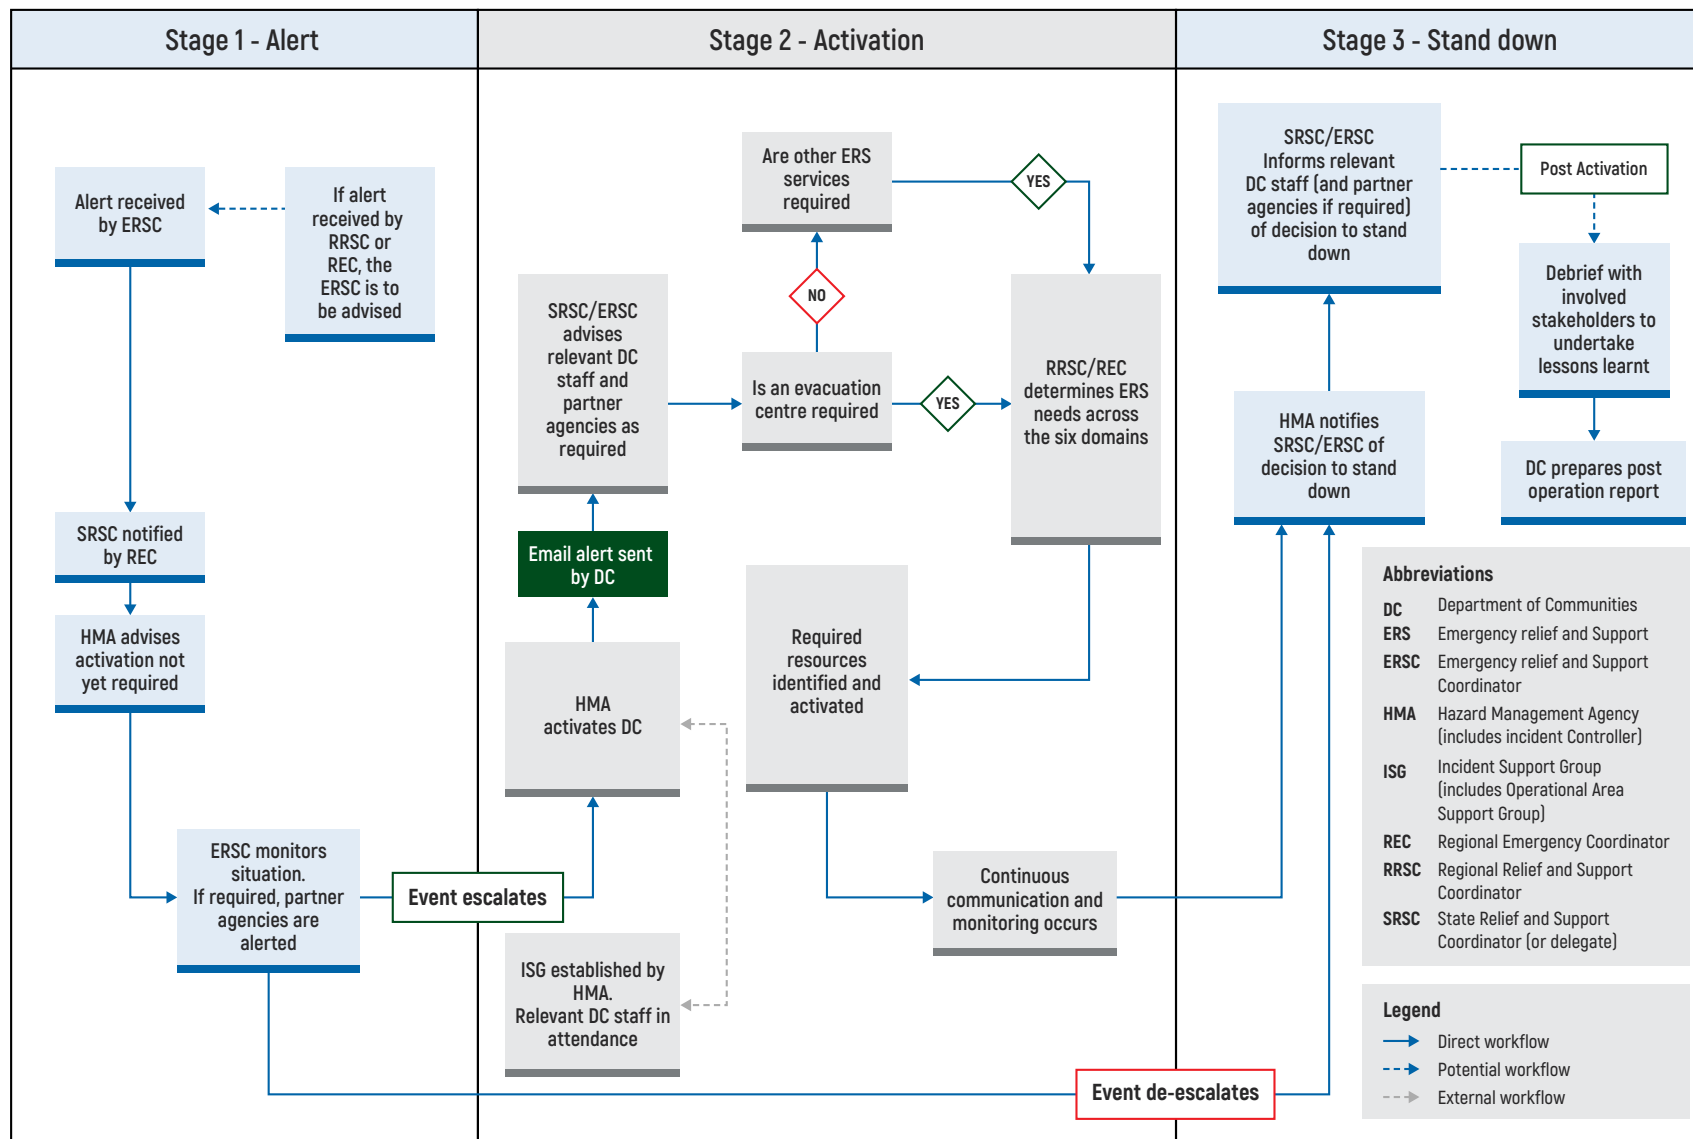 Stage 1 - Alert
Stage 2 - Activation
Stage 3 - Stand down
Alert received
by ERSC
If alert
received by
RRSC or
REC, the
ERSC is to
be advised
SRSC notified
by REC
HMA advises
activation not
yet required
ERSC monitors
situation.
If required, partner
agencies are
alerted
Event escalates
HMA
activates DC
ISG established by
HMA.
Relevant DC staff in
attendance
Email alert sent
by DC
SRSC/ERSC
advises
relevant DC
staff and
partner
agencies as
required
Is an evacuation
centre required
NO
YES
Are other ERS
services
required
YES
RRSC/REC
determines ERS
needs across
the six domains
Required
resources
identified and
activated
Continuous
communication and
monitoring occurs
Event de-escalates
HMA notifies
SRSC/ERSC of
decision to stand
down
SRSC/ERSC
Informs relevant
DC staff (and partner
agencies if required)
of decision to stand
down
Post Activation
Debrief with
involved
stakeholders to
undertake
lessons learnt
DC prepares post
operation report
Abbreviations
DC Department of Communities
ERS Emergency relief and Support
ERSC Emergency relief and Support
Coordinator
HMA Hazard Management Agency
(includes incident Controller)
ISG Incident Support Group
(includes Operational Area
Support Group)
REC Regional Emergency Coordinator
RRSC Regional Relief and Support
Coordinator
SRSC State Relief and Support
Coordinator (or delegate)
Legend
Direct workflow
Potential workflow
External workflow